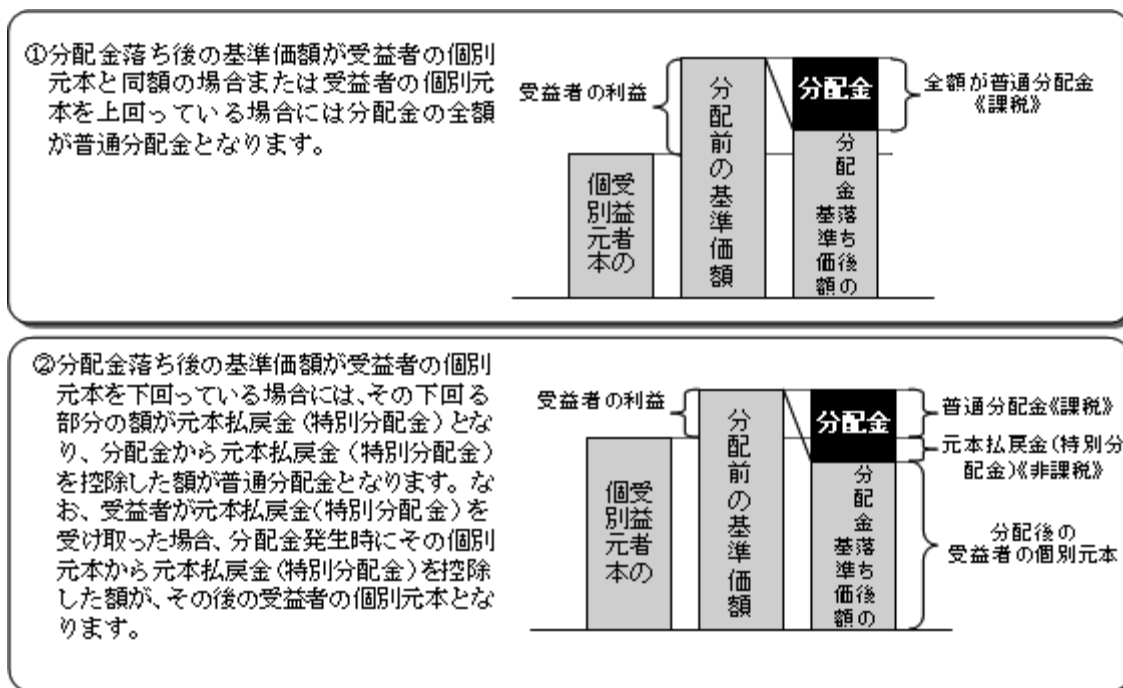 ①分配金落ち後の基準価額が受益者の個別
元本と同額の場合または受益者の個別元
本を上回っている場合には分配金の全額
が普通分配金となります。
受益者の利益
個別元本
受益者の
分配前の基準価額
分配金
分配金
基準価額
落ち後の
全額が普通分配金
《課税》
②分配金落ち後の基準価額が受益者の個別
元本を下回っている場合には、その下回る
部分の額が元本払戻金(特別分配金)とな
り、分配金から元本払戻金(特別分配金)
を控除した額が普通分配金となります。な
お、受益者が元本払戻金(特別分配金)を
受け取った場合、分配金発生時にその個別
元本から元本払戻金(特別分配金)を控除
した額が、その後の受益者の個別元本とな
ります。
受益者の利益
個別元本
受益者の
分配前の基準価額
分配金
分配金
基準価額
落ち後の
普通分配金《課税》
元本払戻金(特別分
配金)《非課税》
分配後の
受益者の個別元本